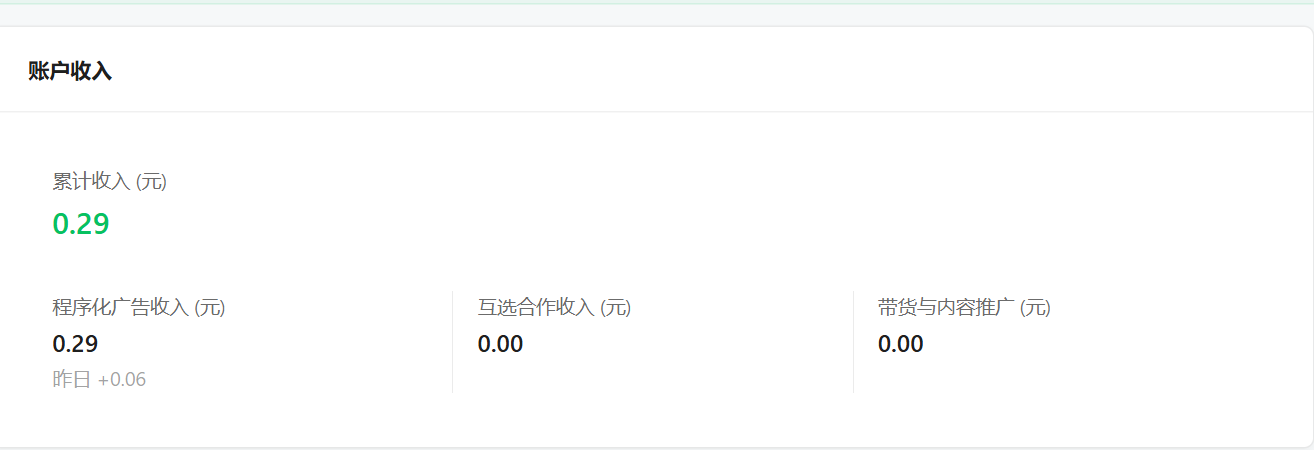 账户收入
累计收入 (元)
0.29
程序化广告收入 (元)
0.29
昨日 +0.06
互选合作收入 (元)
0.00
带货与内容推广 (元)
0.00